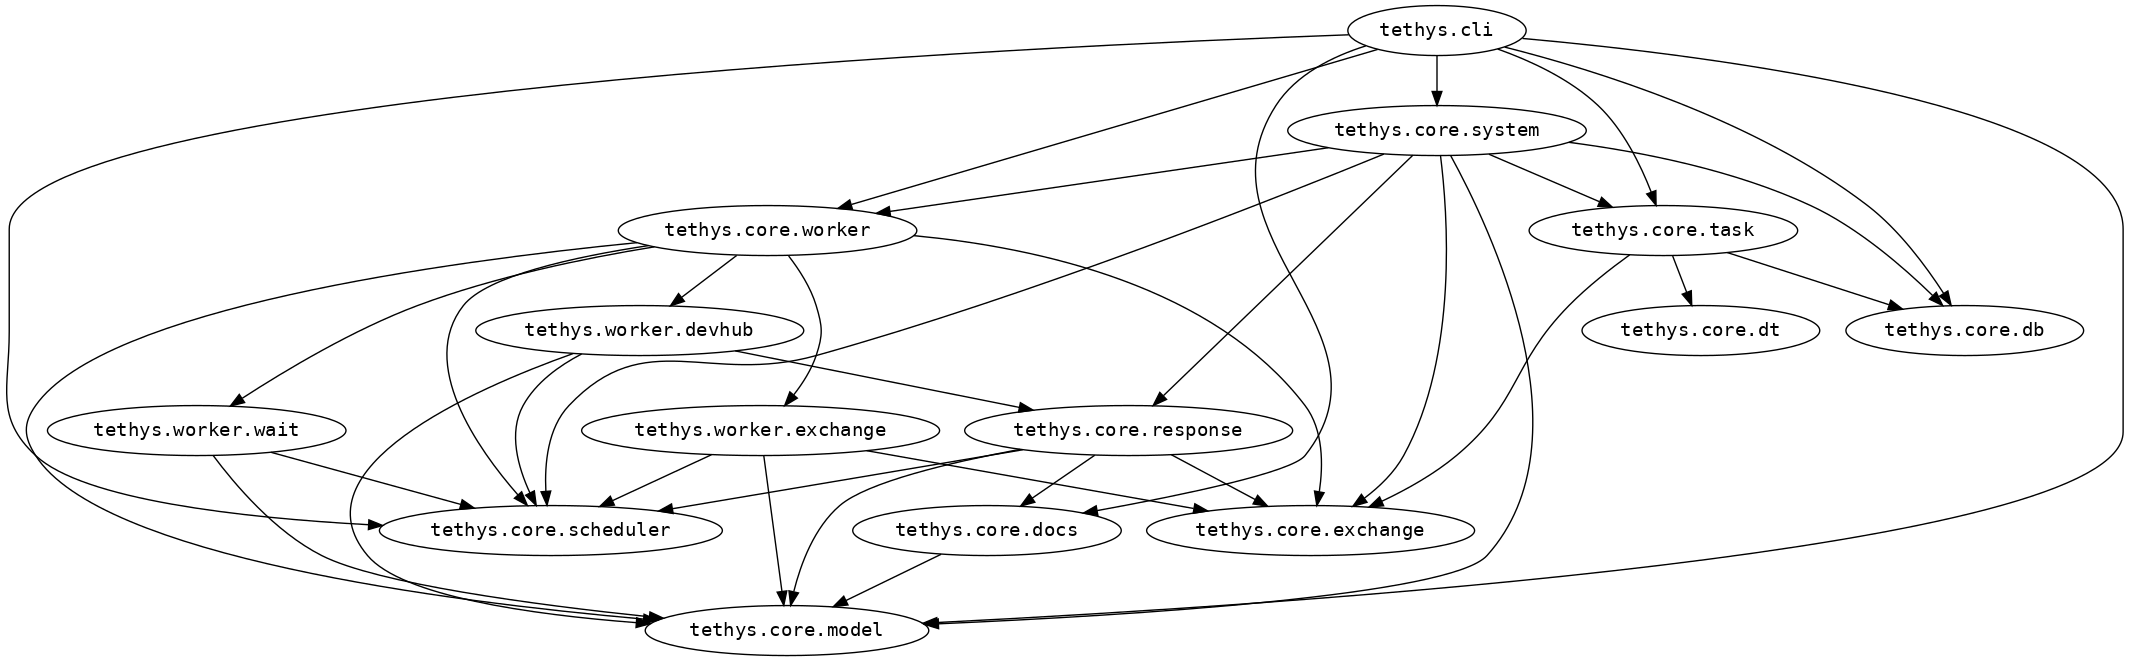 tethys.cli
tethys.core.system
tethys.core.worker
tethys.core.task
tethys.worker.devhub
tethys.core.dt
tethys.core.db
tethys.worker.wait
tethys.worker.exchange
tethys.core.response
tethys.core.scheduler
tethys.core.docs
tethys.core.exchange
tethys.core.model